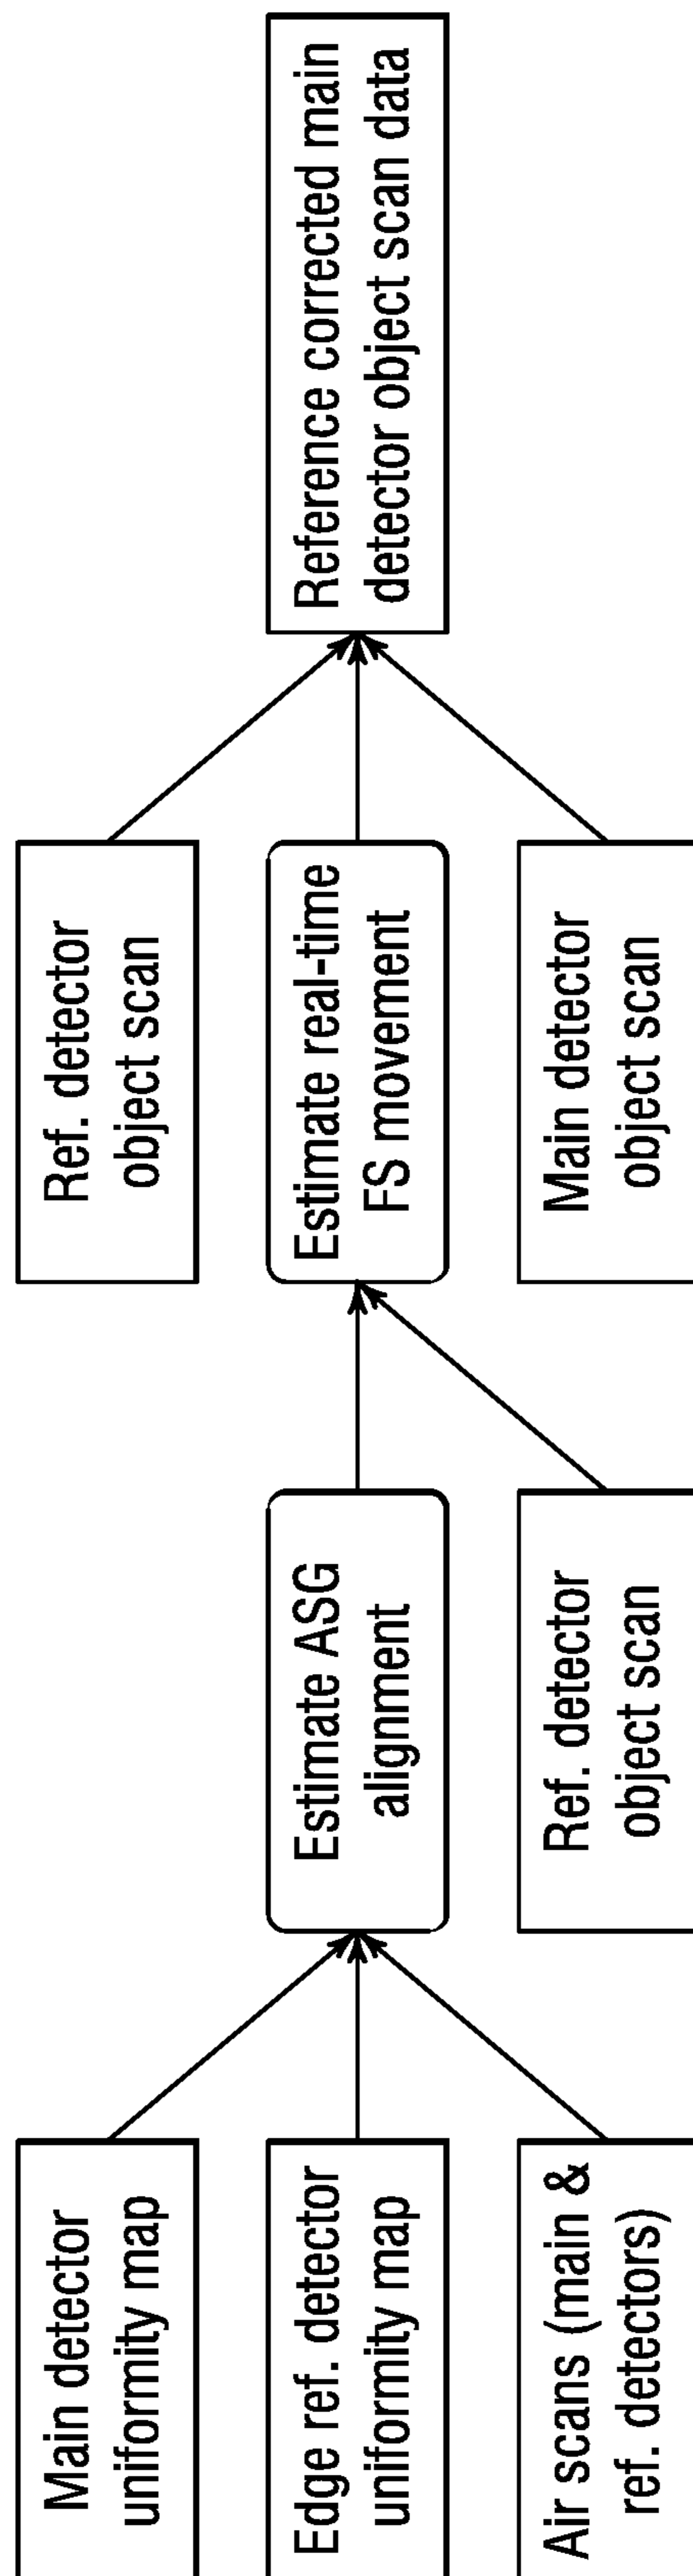 Main detector
uniformity map
Edge ref. detector
uniformity map
Air scans (main &
ref. detectors)
Estimate ASG
alignment
Ref. detector
object scan
Ref. detector
object scan
Estimate real-time
FS movement
Main detector
object scan
Reference corrected main
detector object scan data